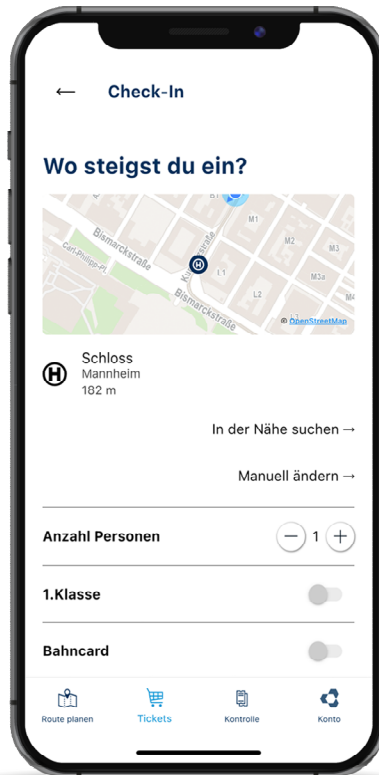 ← Check-In
Wo steigst du ein?
Bismarckstraße
Carl-Philipp-Pl.
Bismarckstraße
M1
M2
M3
L1
M3a
L2
© OpenStreetMap
H
Schloss
Mannheim
182 m
In der Nähe suchen →
Manuell ändern →
Anzahl Personen − 1 +
1.Klasse
Bahncard
Route planen Tickets Kontrolle Konto